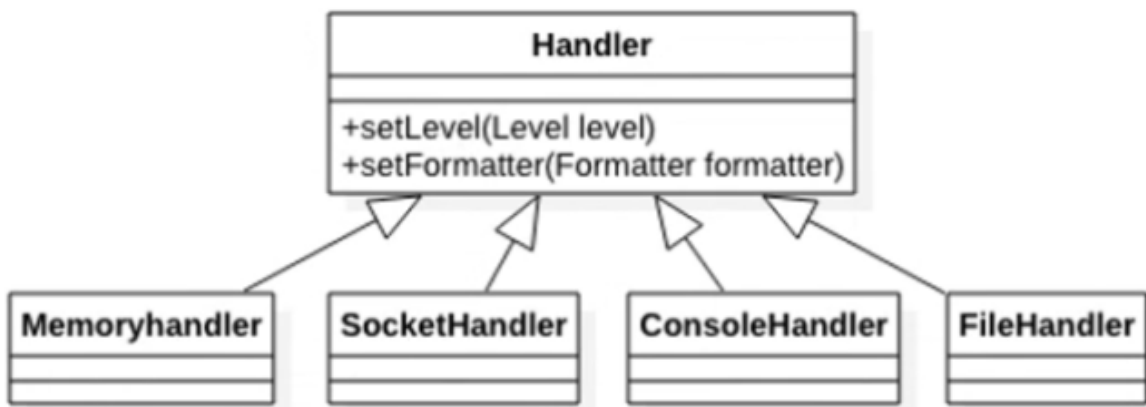 Handler
+setLevel(Level level)
+setFormatter(Formatter formatter)
Memoryhandler
SocketHandler
ConsoleHandler
FileHandler